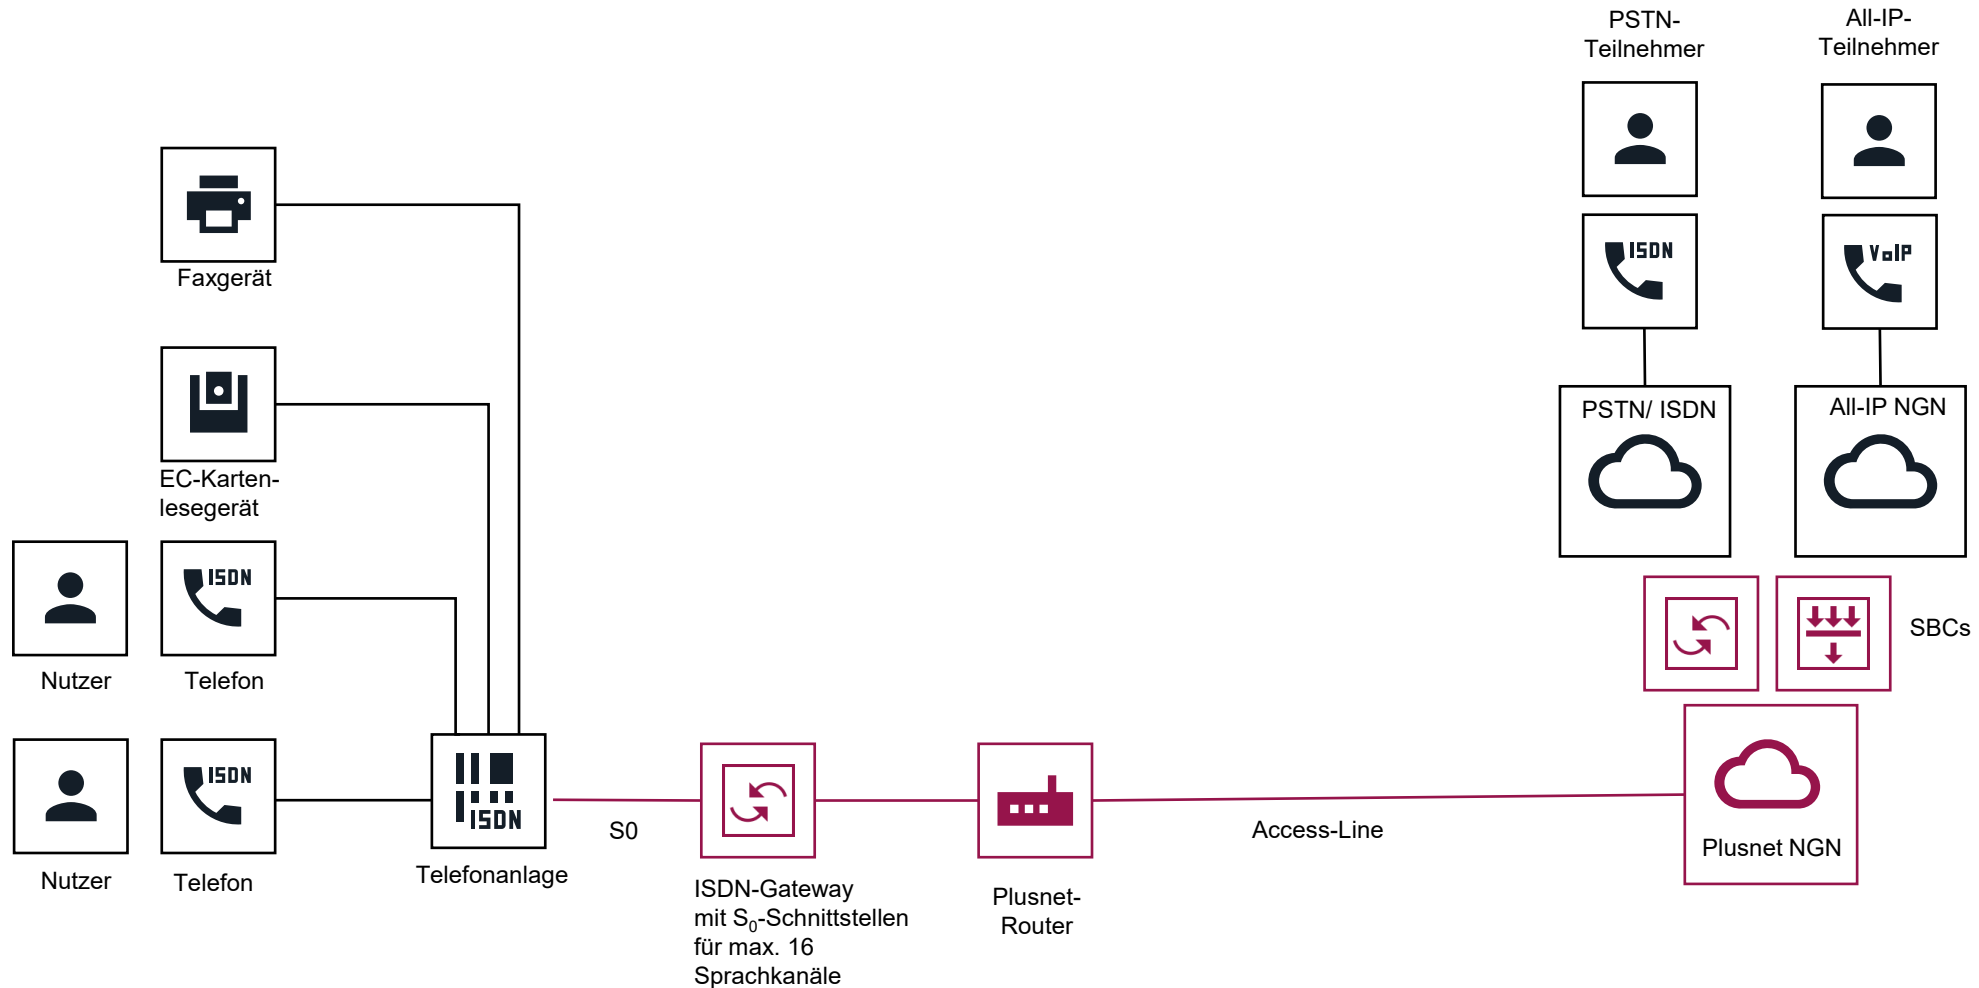 PSTN-
Teilnehmer
All-IP-
Teilnehmer
ISDN
VoIP
Faxgerät
PSTN/ ISDN
All-IP NGN
EC-Karten-
lesegerät
ISDN
Nutzer
Telefon
SBCs
ISDN
Nutzer
Telefon
ISDN
Telefonanlage
S0
ISDN-Gateway
mit S₀-Schnittstellen
für max. 16
Sprachkanäle
Plusnet-
Router
Access-Line
Plusnet NGN